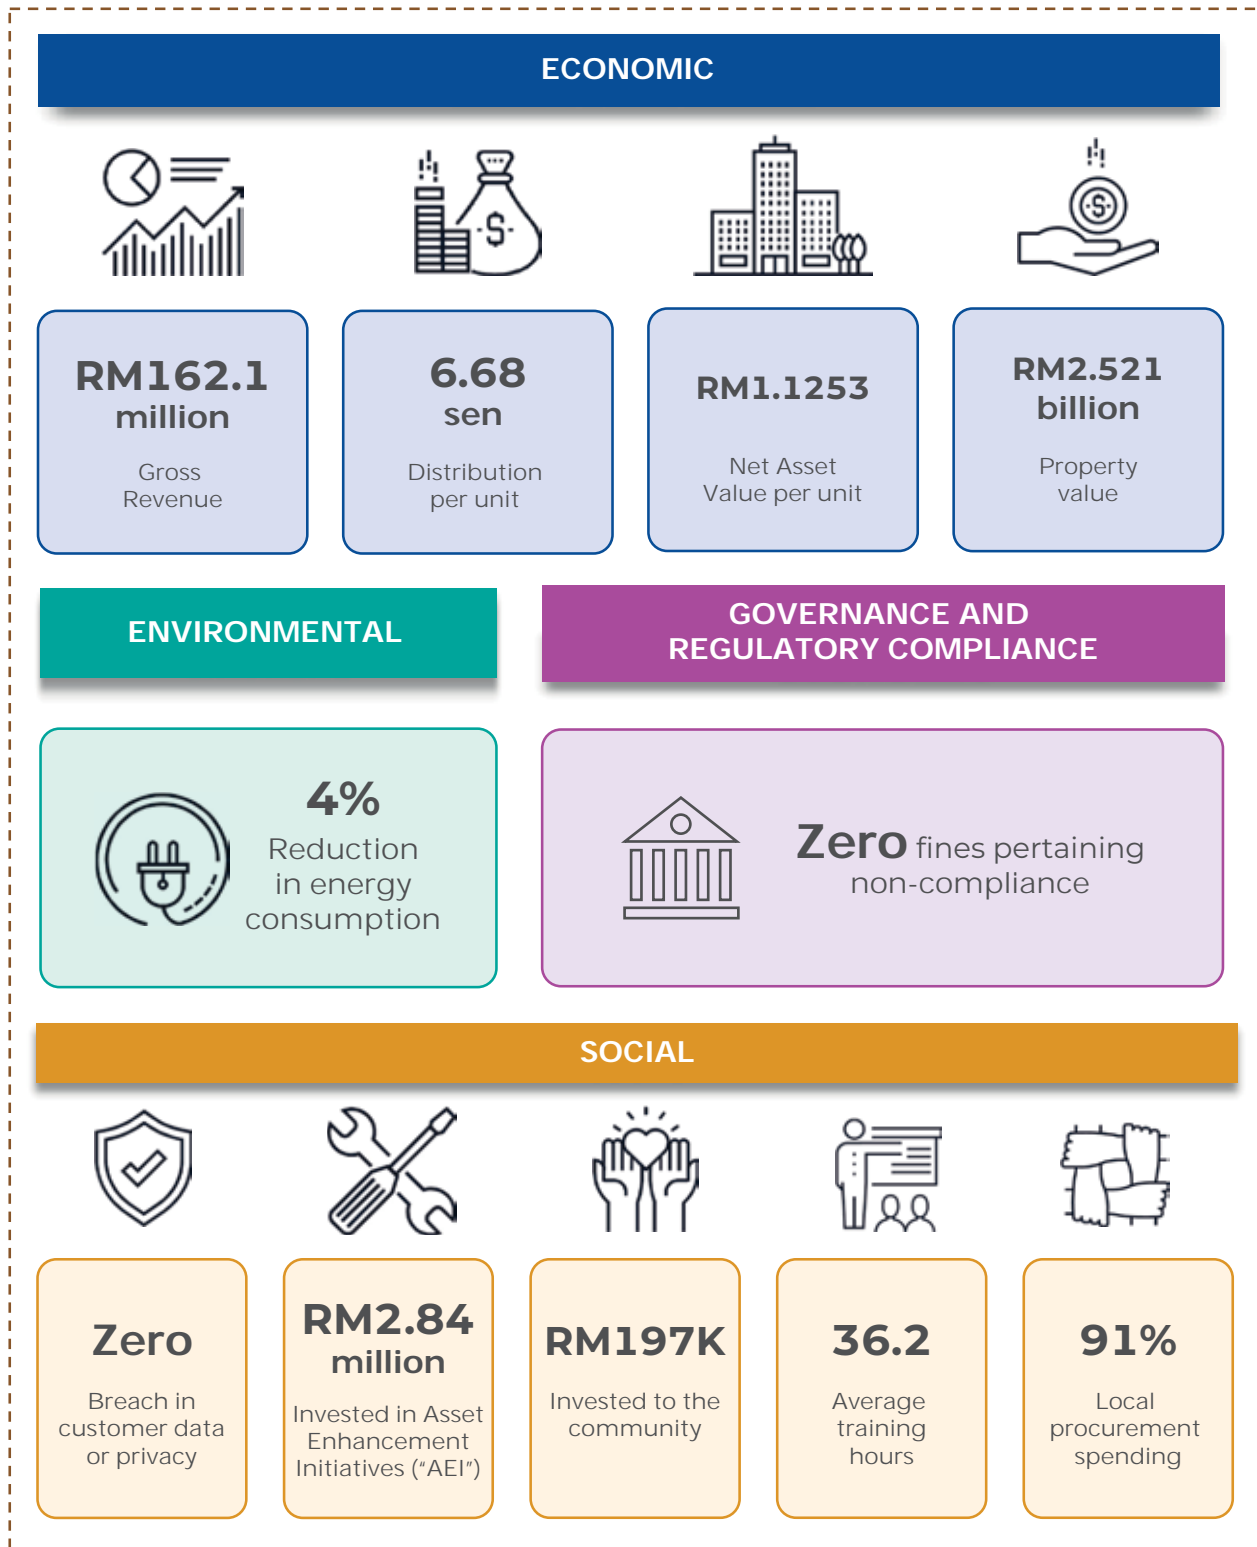 ECONOMIC
RM162.1
million
Gross
Revenue
6.68
sen
Distribution
per unit
RM1.1253
Net Asset
Value per unit
RM2.521
billion
Property
value
ENVIRONMENTAL
4%
Reduction
in energy
consumption
GOVERNANCE AND
REGULATORY COMPLIANCE
Zero fines pertaining
non-compliance
SOCIAL
Zero
Breach in
customer data
or privacy
RM2.84
million
Invested in Asset
Enhancement
Initiatives (“AEI”)
RM197K
Invested to the
community
36.2
Average
training
hours
91%
Local
procurement
spending